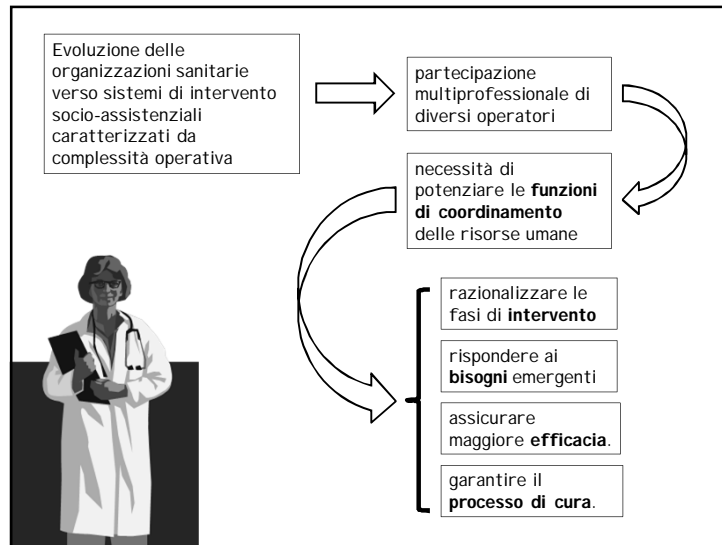 Evoluzione delle
organizzazioni sanitarie
verso sistemi di intervento
socio-assistenziali
caratterizzati da
complessità operativa
partecipazione
multiprofessionale di
diversi operatori
necessità di
potenziare le funzioni
di coordinamento
delle risorse umane
razionalizzare le
fasi di intervento
rispondere ai
bisogni emergenti
assicurare
maggiore efficacia.
garantire il
processo di cura.